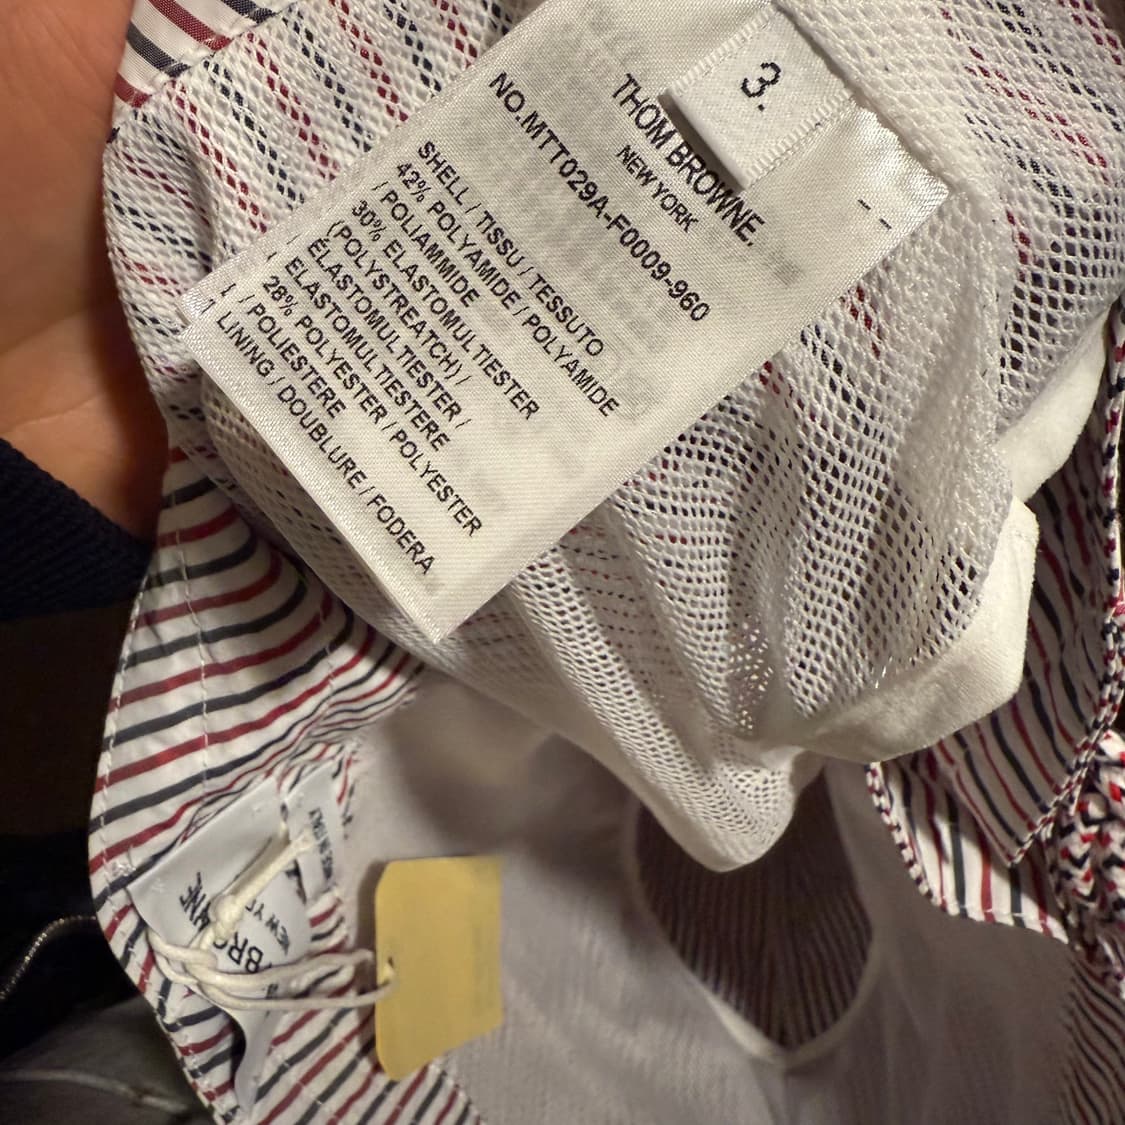 3.
THOM BROWNE.
NEW YORK
NO.MTT029A-F0009-960
SHELL / TISSU / TESSUTO
42% POLYAMIDE / POLYAMIDE
/ POLIAMMIDE
30% ELASTOMULTIESTER
(POLYSTREATCH) /
ÉLASTOMULTIESTER /
ELASTOMULTIESTERE
28% POLYESTER / POLYESTER
/ POLIESTERE
LINING / DOUBLURE / FODERA
NEW